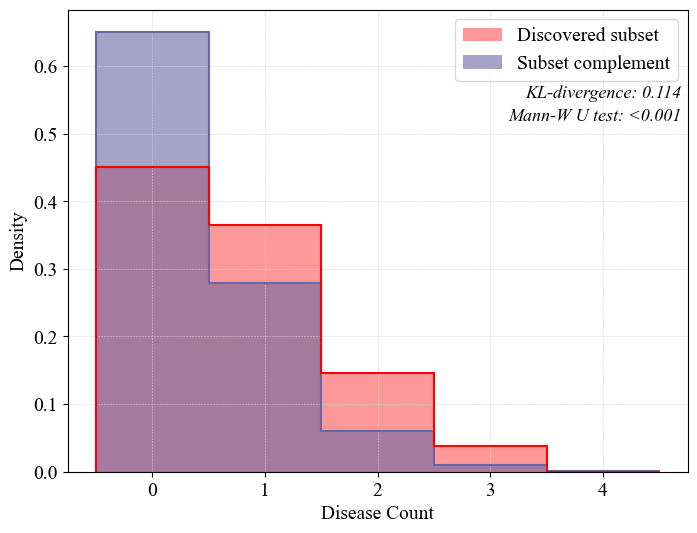 Discovered subset
Subset complement
KL-divergence: 0.114
Mann-W U test: <0.001
Density
0.6
0.5
0.4
0.3
0.2
0.1
0.0
0 1 2 3 4
Disease Count